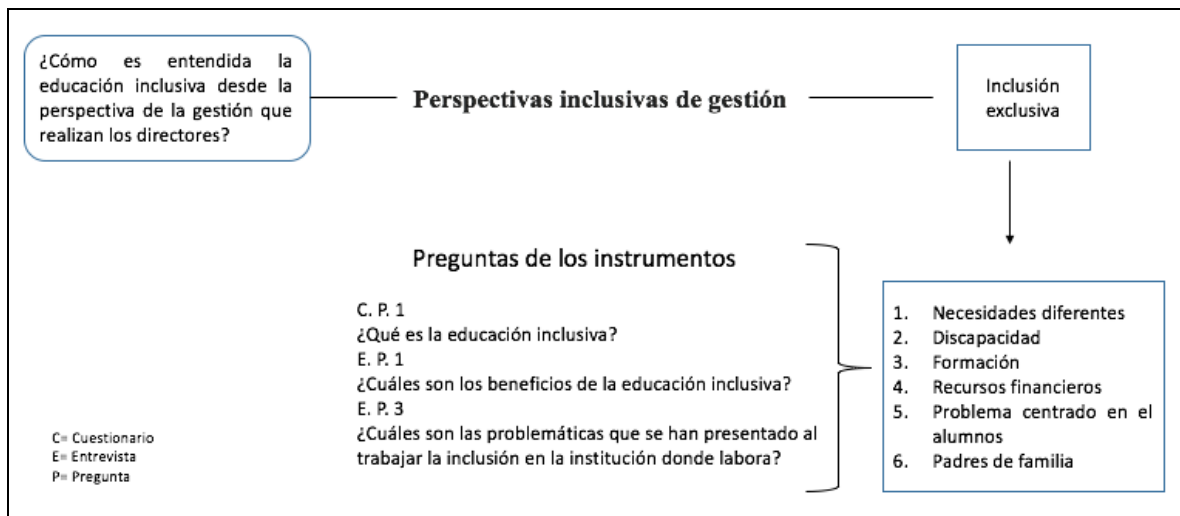 ¿Cómo es entendida la
educación inclusiva desde la
perspectiva de la gestión que
realizan los directores?
Perspectivas inclusivas de gestión
Inclusión
exclusiva
Preguntas de los instrumentos
C. P. 1
¿Qué es la educación inclusiva?
E. P. 1
¿Cuáles son los beneficios de la educación inclusiva?
E. P. 3
¿Cuáles son las problemáticas que se han presentado al
trabajar la inclusión en la institución donde labora?
1. Necesidades diferentes
2. Discapacidad
3. Formación
4. Recursos financieros
5. Problema centrado en el
alumnos
6. Padres de familia
C= Cuestionario
E= Entrevista
P= Pregunta